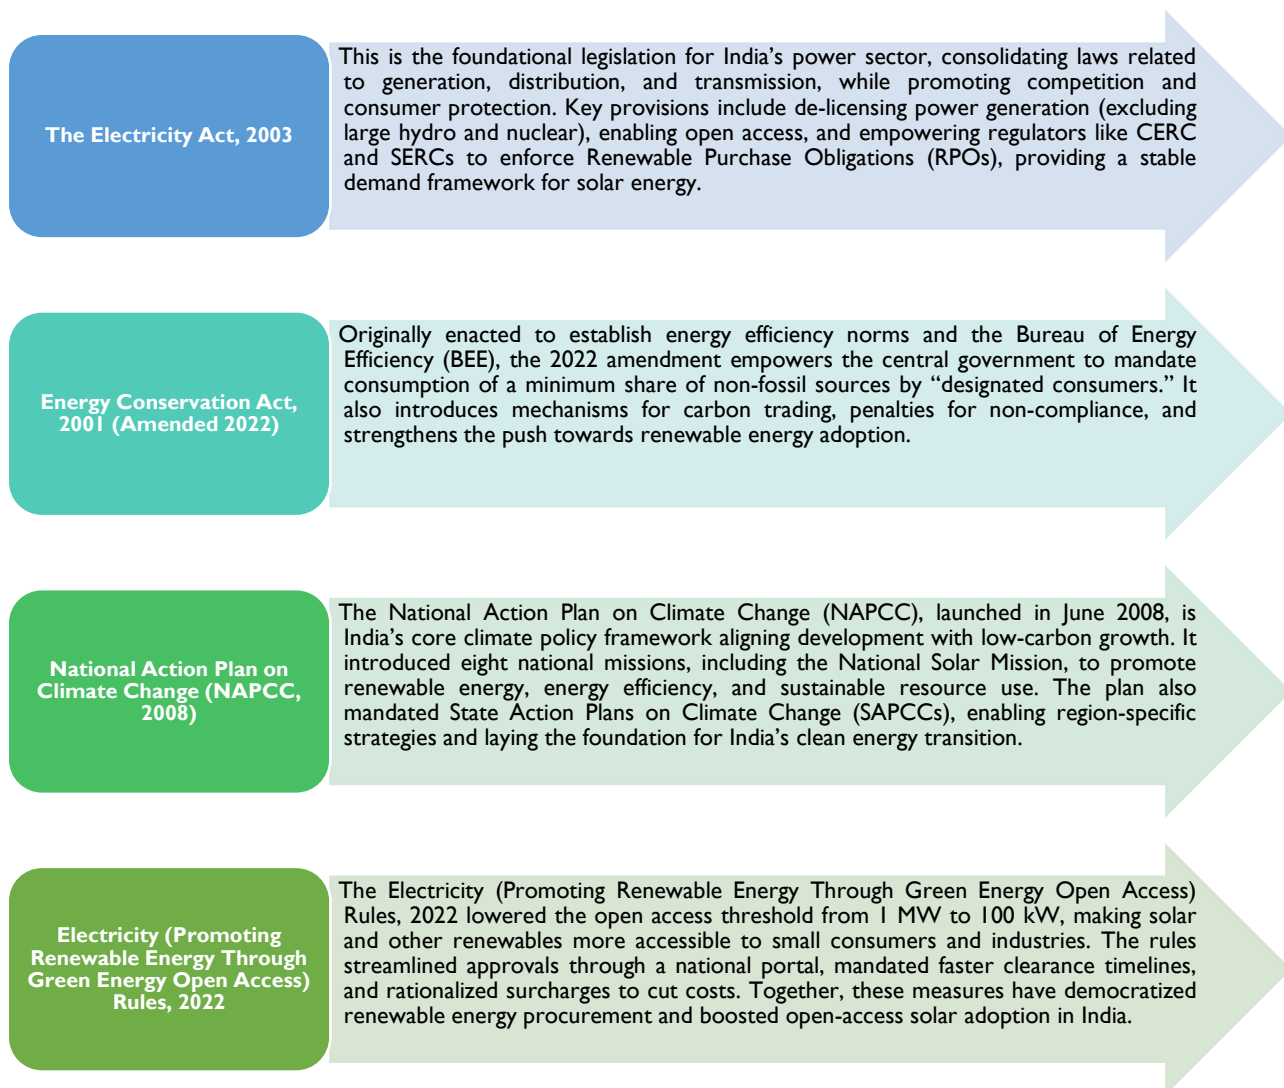 The Electricity Act, 2003
This is the foundational legislation for India’s power sector, consolidating laws related
to generation, distribution, and transmission, while promoting competition and
consumer protection. Key provisions include de-licensing power generation (excluding
large hydro and nuclear), enabling open access, and empowering regulators like CERC
and SERCs to enforce Renewable Purchase Obligations (RPOs), providing a stable
demand framework for solar energy.
Energy Conservation Act,
2001 (Amended 2022)
Originally enacted to establish energy efficiency norms and the Bureau of Energy
Efficiency (BEE), the 2022 amendment empowers the central government to mandate
consumption of a minimum share of non-fossil sources by “designated consumers.” It
also introduces mechanisms for carbon trading, penalties for non-compliance, and
strengthens the push towards renewable energy adoption.
National Action Plan on
Climate Change (NAPCC,
2008)
The National Action Plan on Climate Change (NAPCC), launched in June 2008, is
India’s core climate policy framework aligning development with low-carbon growth. It
introduced eight national missions, including the National Solar Mission, to promote
renewable energy, energy efficiency, and sustainable resource use. The plan also
mandated State Action Plans on Climate Change (SAPCCs), enabling region-specific
strategies and laying the foundation for India’s clean energy transition.
Electricity (Promoting
Renewable Energy Through
Green Energy Open Access)
Rules, 2022
The Electricity (Promoting Renewable Energy Through Green Energy Open Access)
Rules, 2022 lowered the open access threshold from 1 MW to 100 kW, making solar
and other renewables more accessible to small consumers and industries. The rules
streamlined approvals through a national portal, mandated faster clearance timelines,
and rationalized surcharges to cut costs. Together, these measures have democratized
renewable energy procurement and boosted open-access solar adoption in India.